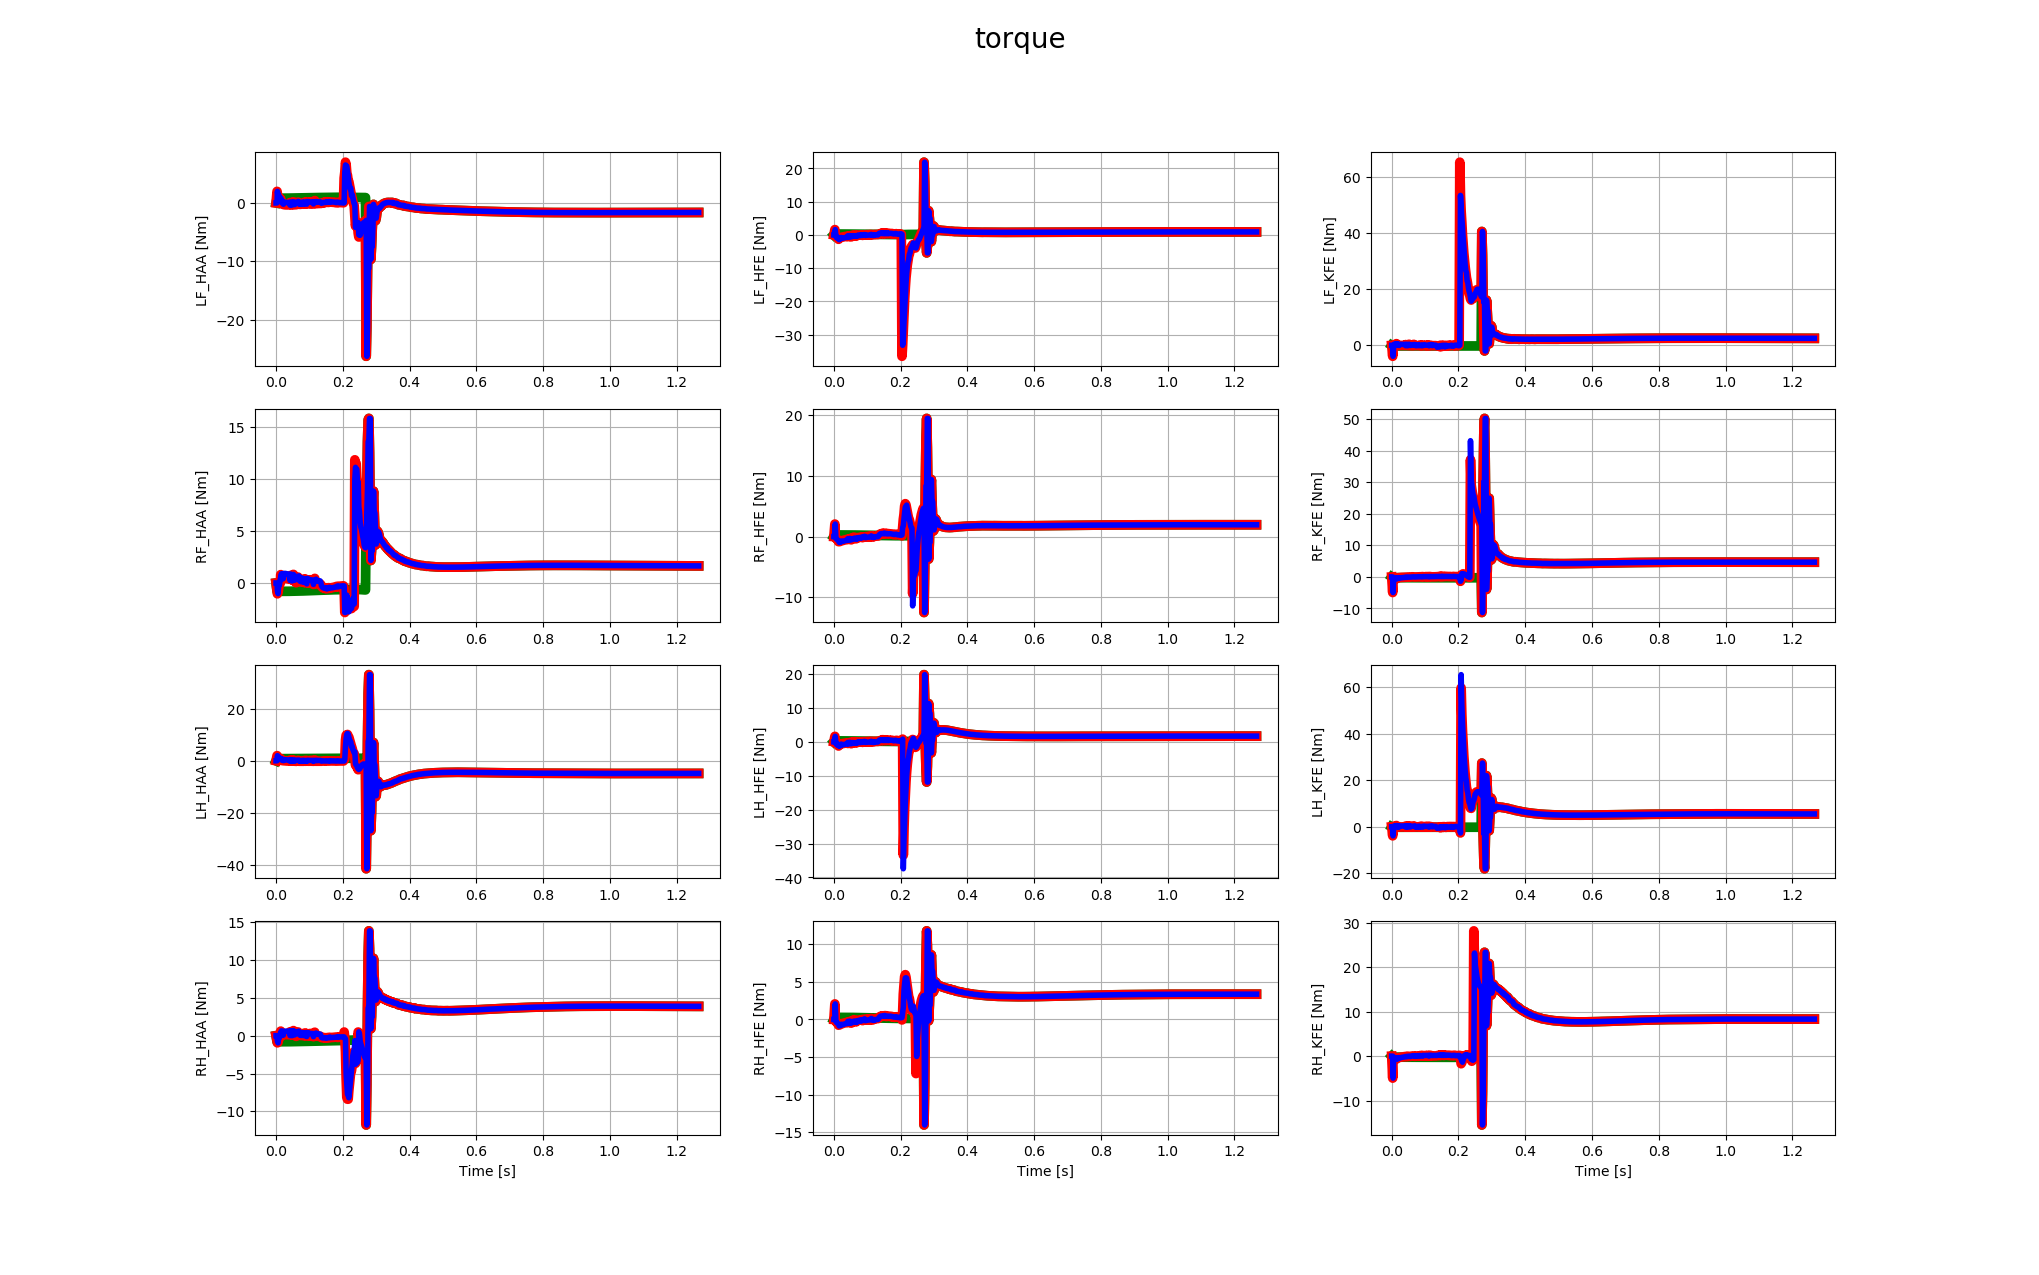 torque
LF_HAA [Nm]
0
−10
−20
0.0 0.2 0.4 0.6 0.8 1.0 1.2
LF_HFE [Nm]
20
10
0
−10
−20
−30
0.0 0.2 0.4 0.6 0.8 1.0 1.2
LF_KFE [Nm]
60
40
20
0
0.0 0.2 0.4 0.6 0.8 1.0 1.2
RF_HAA [Nm]
15
10
5
0
0.0 0.2 0.4 0.6 0.8 1.0 1.2
RF_HFE [Nm]
20
10
0
−10
0.0 0.2 0.4 0.6 0.8 1.0 1.2
RF_KFE [Nm]
50
40
30
20
10
0
−10
0.0 0.2 0.4 0.6 0.8 1.0 1.2
LH_HAA [Nm]
20
0
−20
−40
0.0 0.2 0.4 0.6 0.8 1.0 1.2
LH_HFE [Nm]
20
10
0
−10
−20
−30
−40
0.0 0.2 0.4 0.6 0.8 1.0 1.2
LH_KFE [Nm]
60
40
20
0
−20
0.0 0.2 0.4 0.6 0.8 1.0 1.2
RH_HAA [Nm]
15
10
5
0
−5
−10
0.0 0.2 0.4 0.6 0.8 1.0 1.2
Time [s]
RH_HFE [Nm]
10
5
0
−5
−10
−15
0.0 0.2 0.4 0.6 0.8 1.0 1.2
Time [s]
RH_KFE [Nm]
30
20
10
0
−10
0.0 0.2 0.4 0.6 0.8 1.0 1.2
Time [s]